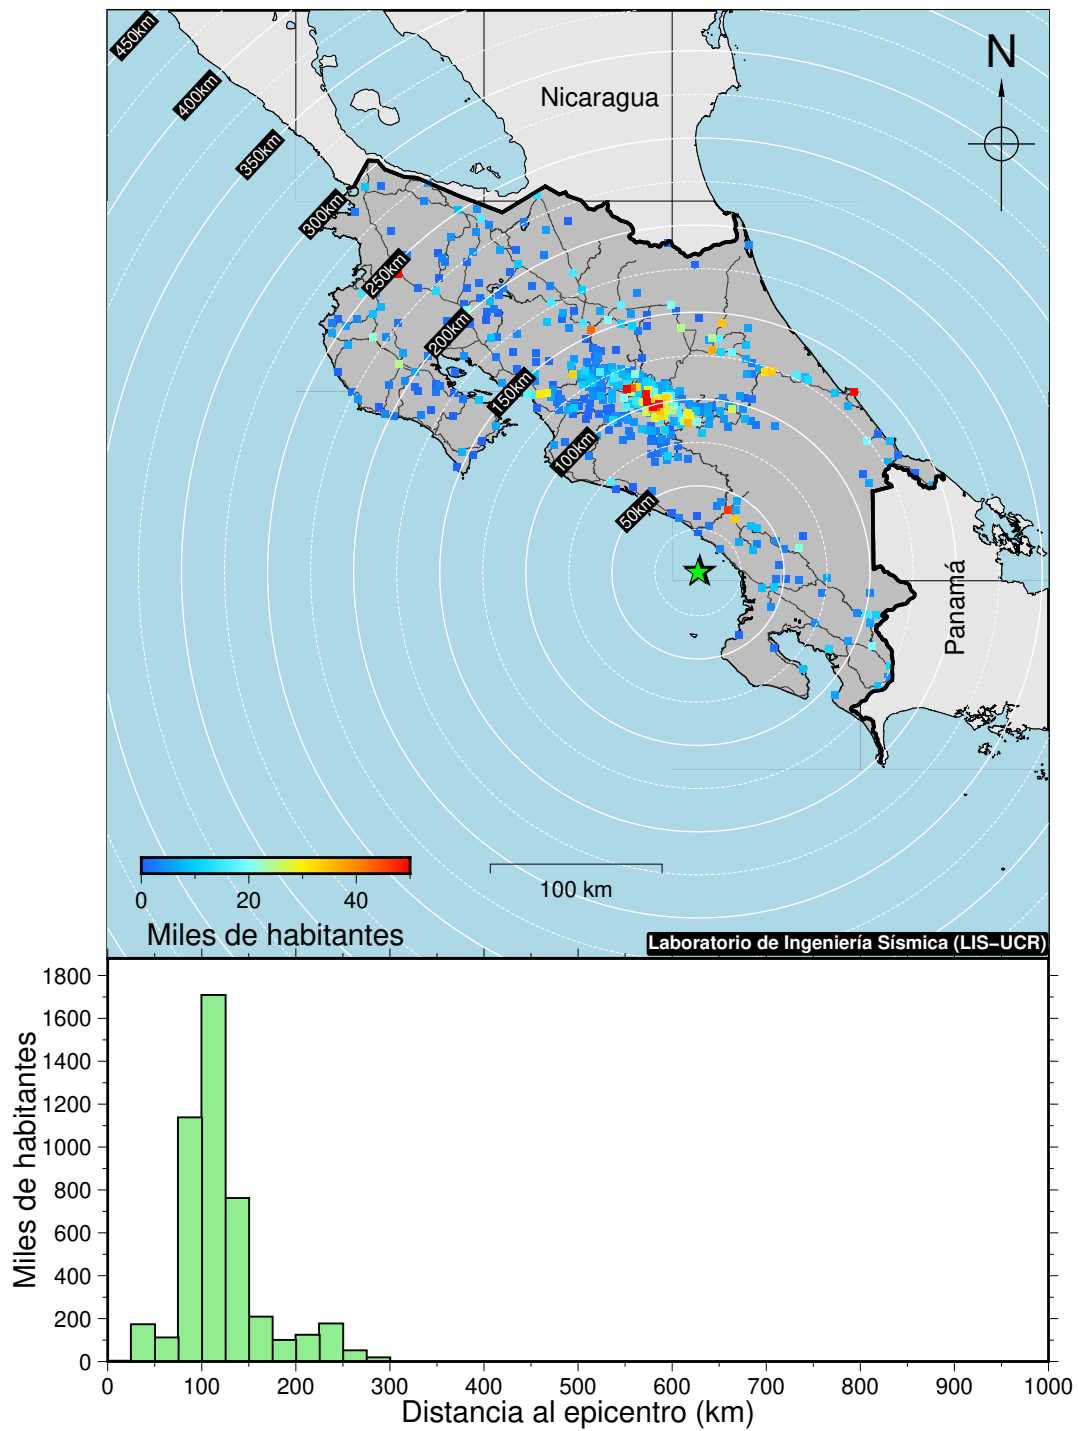 450km
400km
350km
300km
250km
200km
150km
100km
50km
Nicaragua
N
Panamá
0 20 40
Miles de habitantes
100 km
Laboratorio de Ingeniería Sísmica (LIS–UCR)
Miles de habitantes
1800
1600
1400
1200
1000
800
600
400
200
0
0 100 200 300 400 500 600 700 800 900 1000
Distancia al epicentro (km)